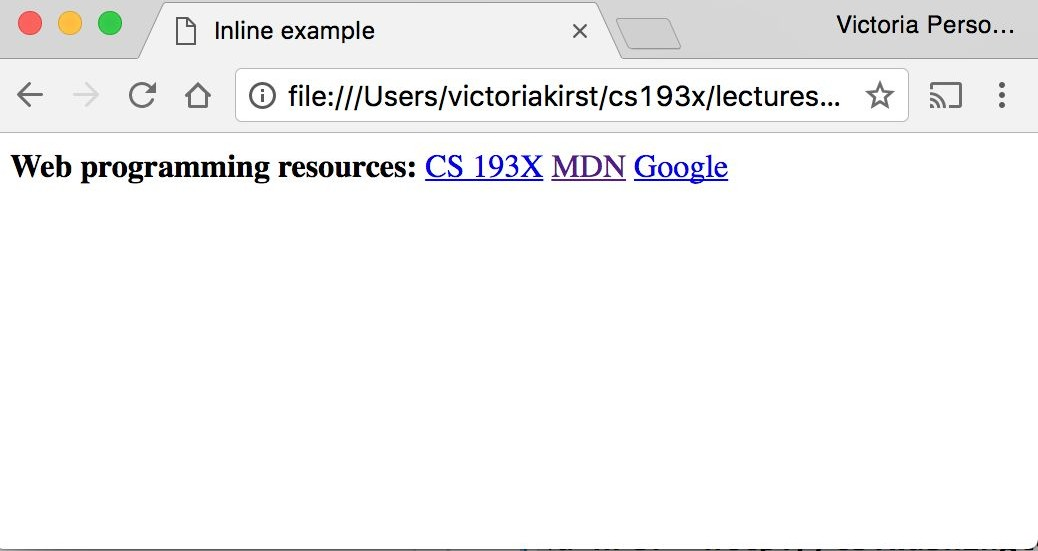 Inline example
Victoria Perso...
file:///Users/victoriakirst/cs193x/lectures...
Web programming resources: CS 193X MDN Google